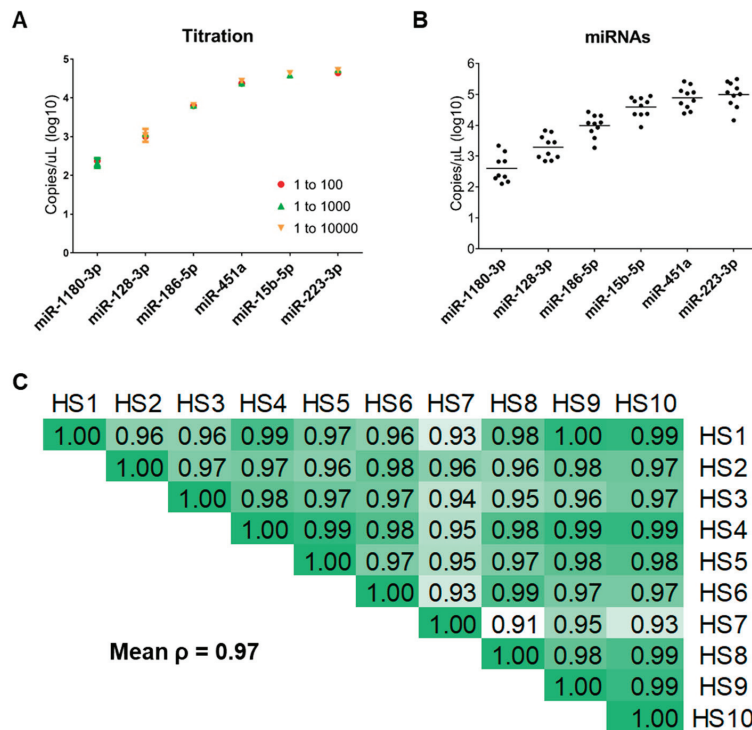 A
Titration
Copies/uL (log10)
5
4
3
2
1
0
1 to 100
1 to 1000
1 to 10000
miR-1180-3p
miR-128-3p
miR-186-5p
miR-451a
miR-15b-5p
miR-223-3p
B
miRNAs
Copies/µL (log10)
6
5
4
3
2
1
0
miR-1180-3p
miR-128-3p
miR-186-5p
miR-15b-5p
miR-451a
miR-223-3p
C
HS1 HS2 HS3 HS4 HS5 HS6 HS7 HS8 HS9 HS10
1.00 0.96 0.96 0.99 0.97 0.96 0.93 0.98 1.00 0.99 HS1
1.00 0.97 0.97 0.96 0.98 0.96 0.96 0.98 0.97 HS2
1.00 0.98 0.97 0.97 0.94 0.95 0.96 0.97 HS3
1.00 0.99 0.98 0.95 0.98 0.99 0.99 HS4
1.00 0.97 0.95 0.97 0.98 0.98 HS5
1.00 0.93 0.99 0.97 0.97 HS6
1.00 0.91 0.95 0.93 HS7
Mean ρ = 0.97
1.00 0.98 0.99 HS8
1.00 0.99 HS9
1.00 HS10